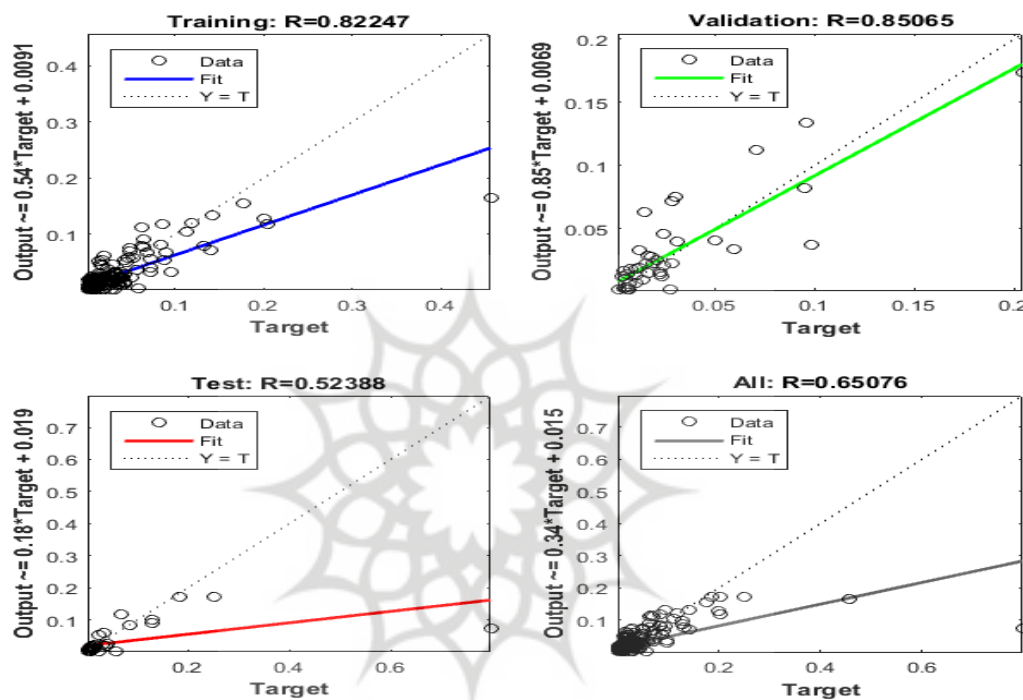 Training: R=0.82247
Output ~= 0.54*Target + 0.0091
Data
Fit
Y = T
0.4
0.3
0.2
0.1
0.1
0.2
0.3
0.4
Target
Validation: R=0.85065
Output ~= 0.85*Target + 0.0069
Data
Fit
Y = T
0.2
0.15
0.1
0.05
0.05
0.1
0.15
0.2
Target
Test: R=0.52388
Output ~= 0.18*Target + 0.019
Data
Fit
Y = T
0.7
0.6
0.5
0.4
0.3
0.2
0.1
0.2
0.4
0.6
Target
All: R=0.65076
Output ~= 0.34*Target + 0.015
Data
Fit
Y = T
0.7
0.6
0.5
0.4
0.3
0.2
0.1
0.2
0.4
0.6
Target